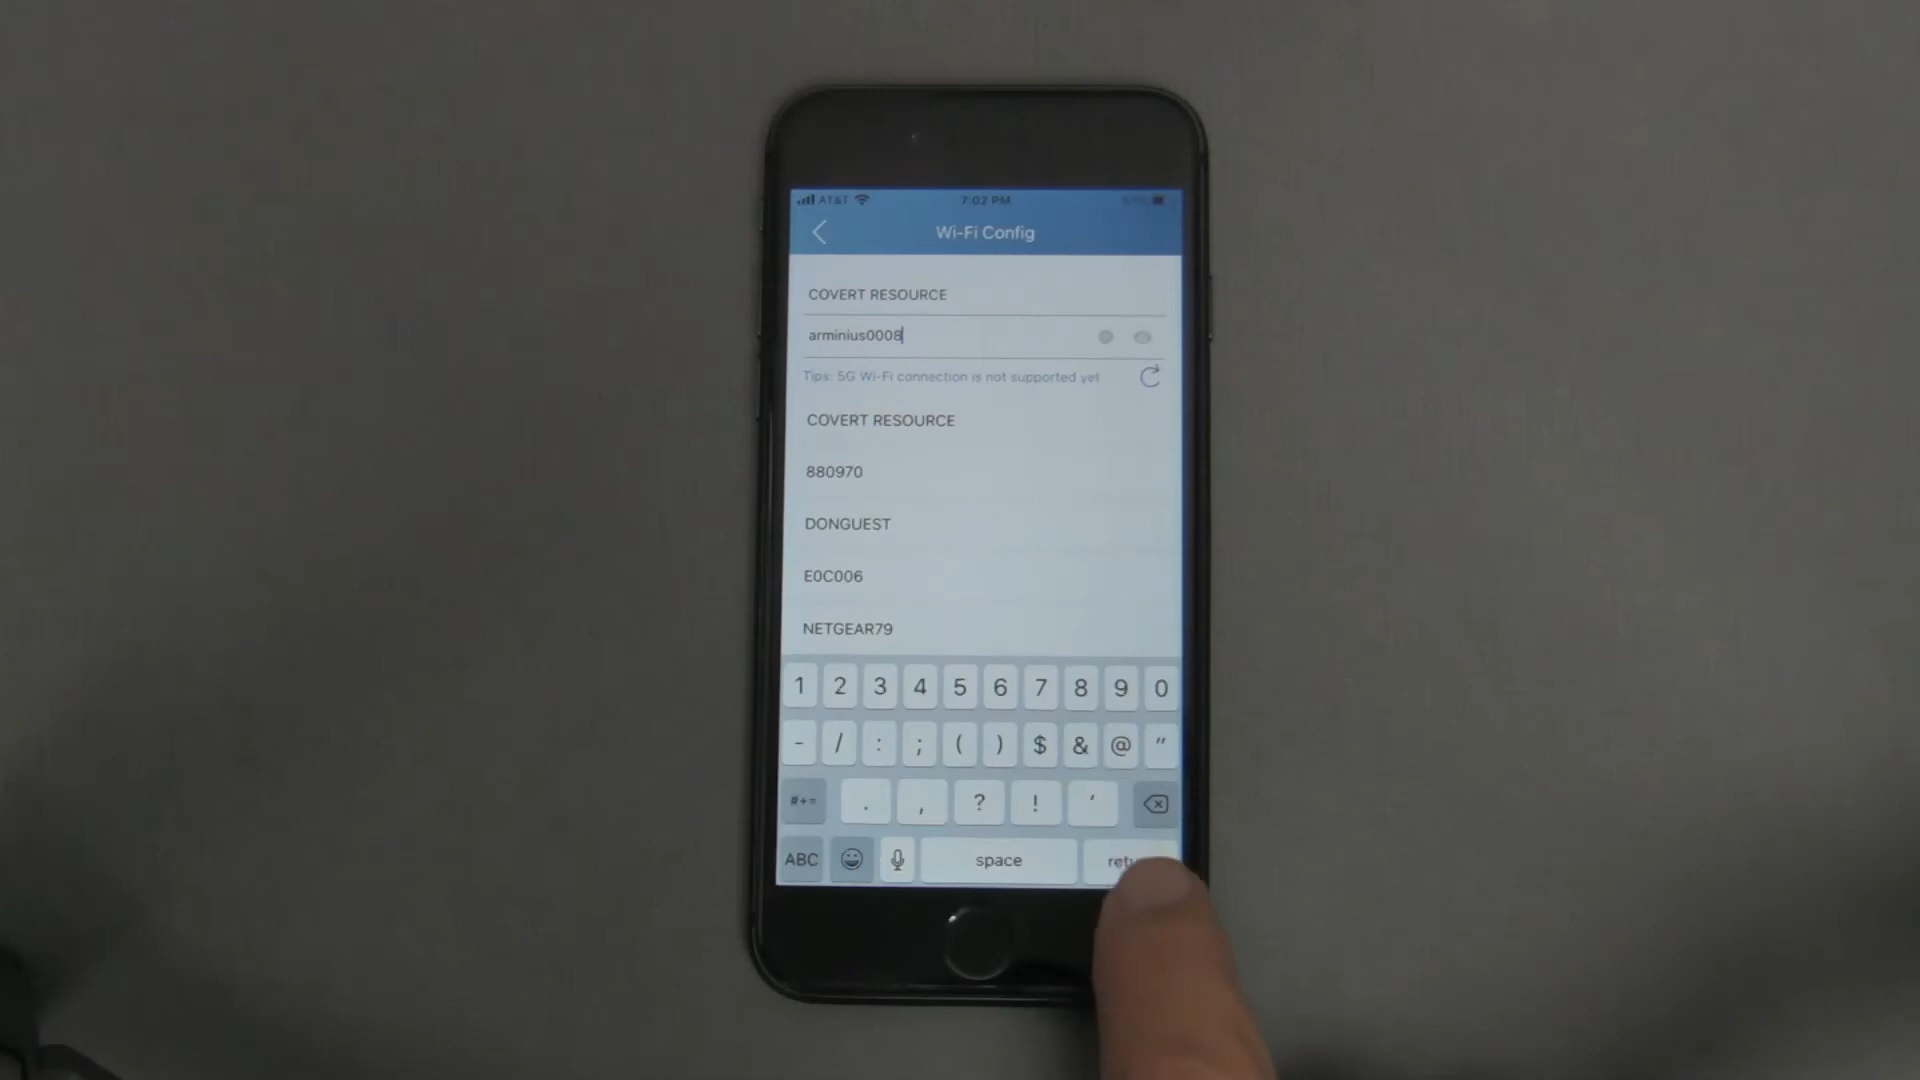 AT&T 7:02 PM
Wi-Fi Config
COVERT RESOURCE
arminius0008
Tips: 5G Wi-Fi connection is not supported yet
COVERT RESOURCE
880970
DONGUEST
E0C006
NETGEAR79
1 2 3 4 5 6 7 8 9 0
- / : ; ( ) $ & @ "
#+= . , ? ! '
ABC space